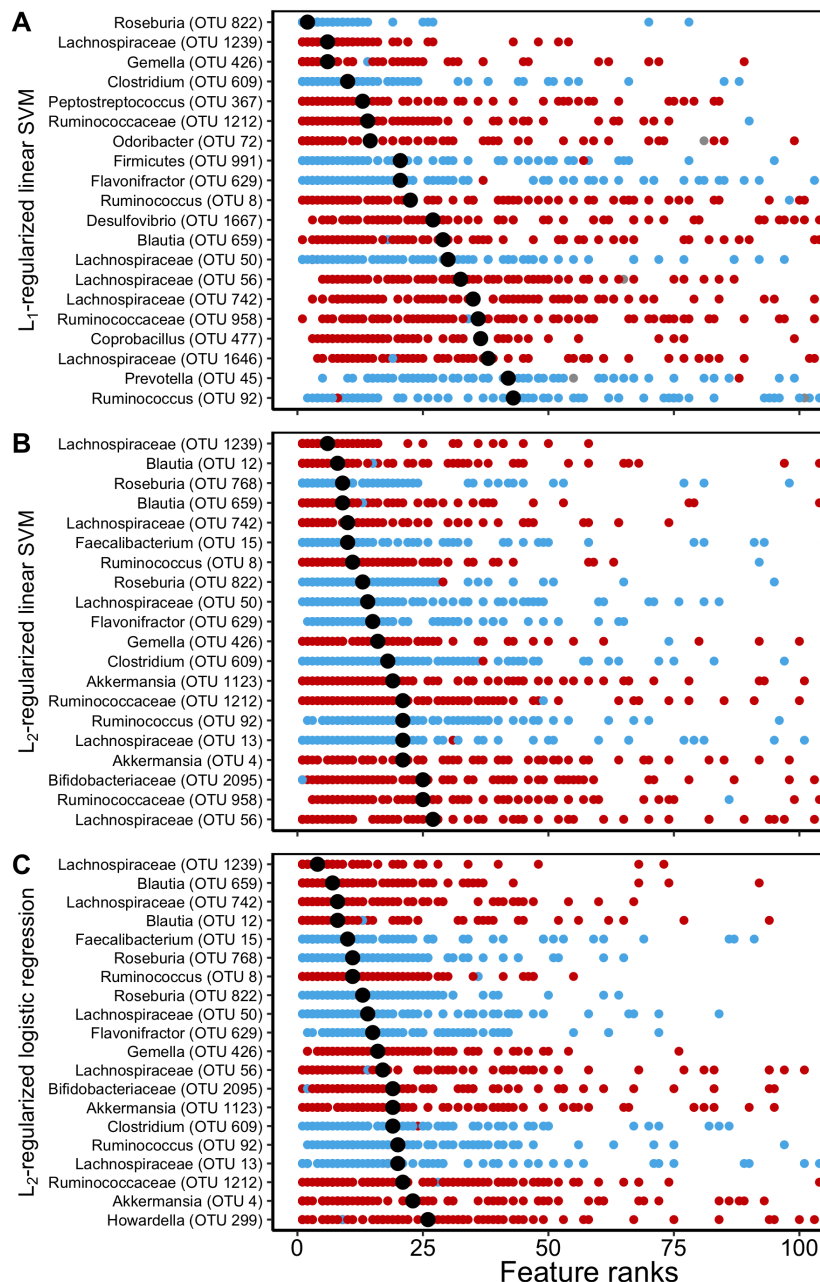 A
L1-regularized linear SVM
Roseburia (OTU 822)
Lachnospiraceae (OTU 1239)
Gemella (OTU 426)
Clostridium (OTU 609)
Peptostreptococcus (OTU 367)
Ruminococcaceae (OTU 1212)
Odoribacter (OTU 72)
Firmicutes (OTU 991)
Flavonifractor (OTU 629)
Ruminococcus (OTU 8)
Desulfovibrio (OTU 1667)
Blautia (OTU 659)
Lachnospiraceae (OTU 50)
Lachnospiraceae (OTU 56)
Lachnospiraceae (OTU 742)
Ruminococcaceae (OTU 958)
Coprobacillus (OTU 477)
Lachnospiraceae (OTU 1646)
Prevotella (OTU 45)
Ruminococcus (OTU 92)
B
L2-regularized linear SVM
Lachnospiraceae (OTU 1239)
Blautia (OTU 12)
Roseburia (OTU 768)
Blautia (OTU 659)
Lachnospiraceae (OTU 742)
Faecalibacterium (OTU 15)
Ruminococcus (OTU 8)
Roseburia (OTU 822)
Lachnospiraceae (OTU 50)
Flavonifractor (OTU 629)
Gemella (OTU 426)
Clostridium (OTU 609)
Akkermansia (OTU 1123)
Ruminococcaceae (OTU 1212)
Ruminococcus (OTU 92)
Lachnospiraceae (OTU 13)
Akkermansia (OTU 4)
Bifidobacteriaceae (OTU 2095)
Ruminococcaceae (OTU 958)
Lachnospiraceae (OTU 56)
C
L2-regularized logistic regression
Lachnospiraceae (OTU 1239)
Blautia (OTU 659)
Lachnospiraceae (OTU 742)
Blautia (OTU 12)
Faecalibacterium (OTU 15)
Roseburia (OTU 768)
Ruminococcus (OTU 8)
Roseburia (OTU 822)
Lachnospiraceae (OTU 50)
Flavonifractor (OTU 629)
Gemella (OTU 426)
Lachnospiraceae (OTU 56)
Bifidobacteriaceae (OTU 2095)
Akkermansia (OTU 1123)
Clostridium (OTU 609)
Ruminococcus (OTU 92)
Lachnospiraceae (OTU 13)
Ruminococcaceae (OTU 1212)
Akkermansia (OTU 4)
Howardella (OTU 299)
0 25 50 75 100
Feature ranks